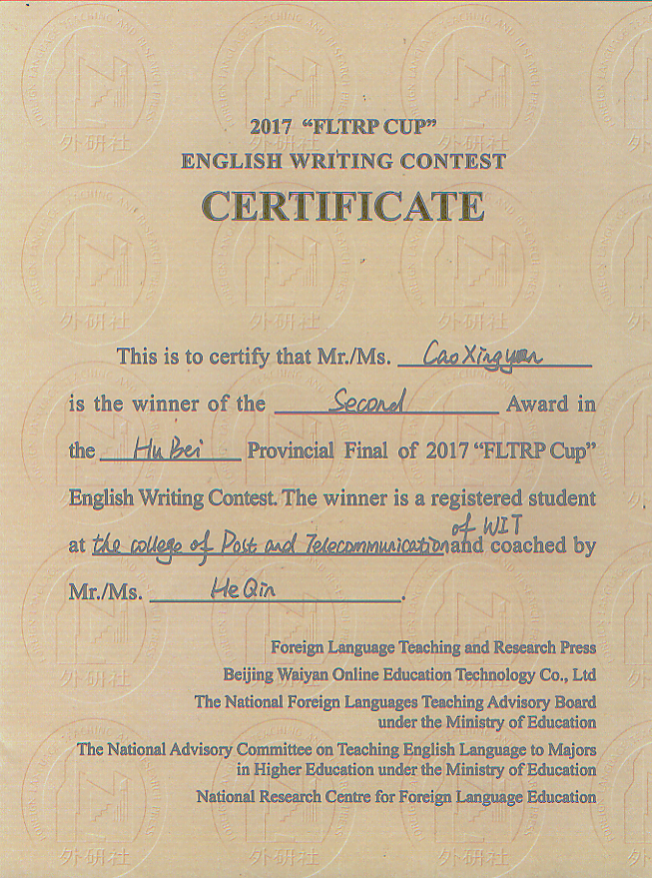 2017 “FLTRP CUP”
ENGLISH WRITING CONTEST
CERTIFICATE
This is to certify that Mr./Ms. Cao Xingyuan
is the winner of the Second Award in
the HuBei Provincial Final of 2017 “FLTRP Cup”
English Writing Contest. The winner is a registered student
of WIT
at the college of Post and Telecommunication and coached by
Mr./Ms. He Qin.
Foreign Language Teaching and Research Press
Beijing Waiyan Online Education Technology Co., Ltd
The National Foreign Languages Teaching Advisory Board
under the Ministry of Education
The National Advisory Committee on Teaching English Language to Majors
in Higher Education under the Ministry of Education
National Research Centre for Foreign Language Education
外研社